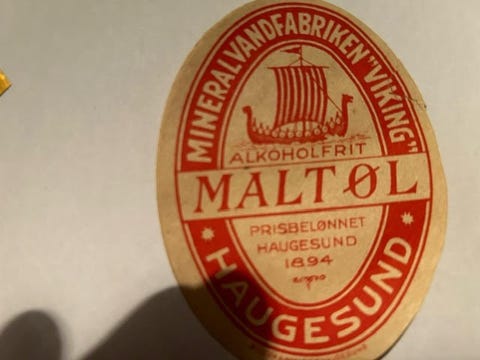 MINERALVANDFABRIKEN "VIKING"
ALKOHOLFRIT
MALTØL
PRISBELØNNET
HAUGESUND
1894
HAUGESUND